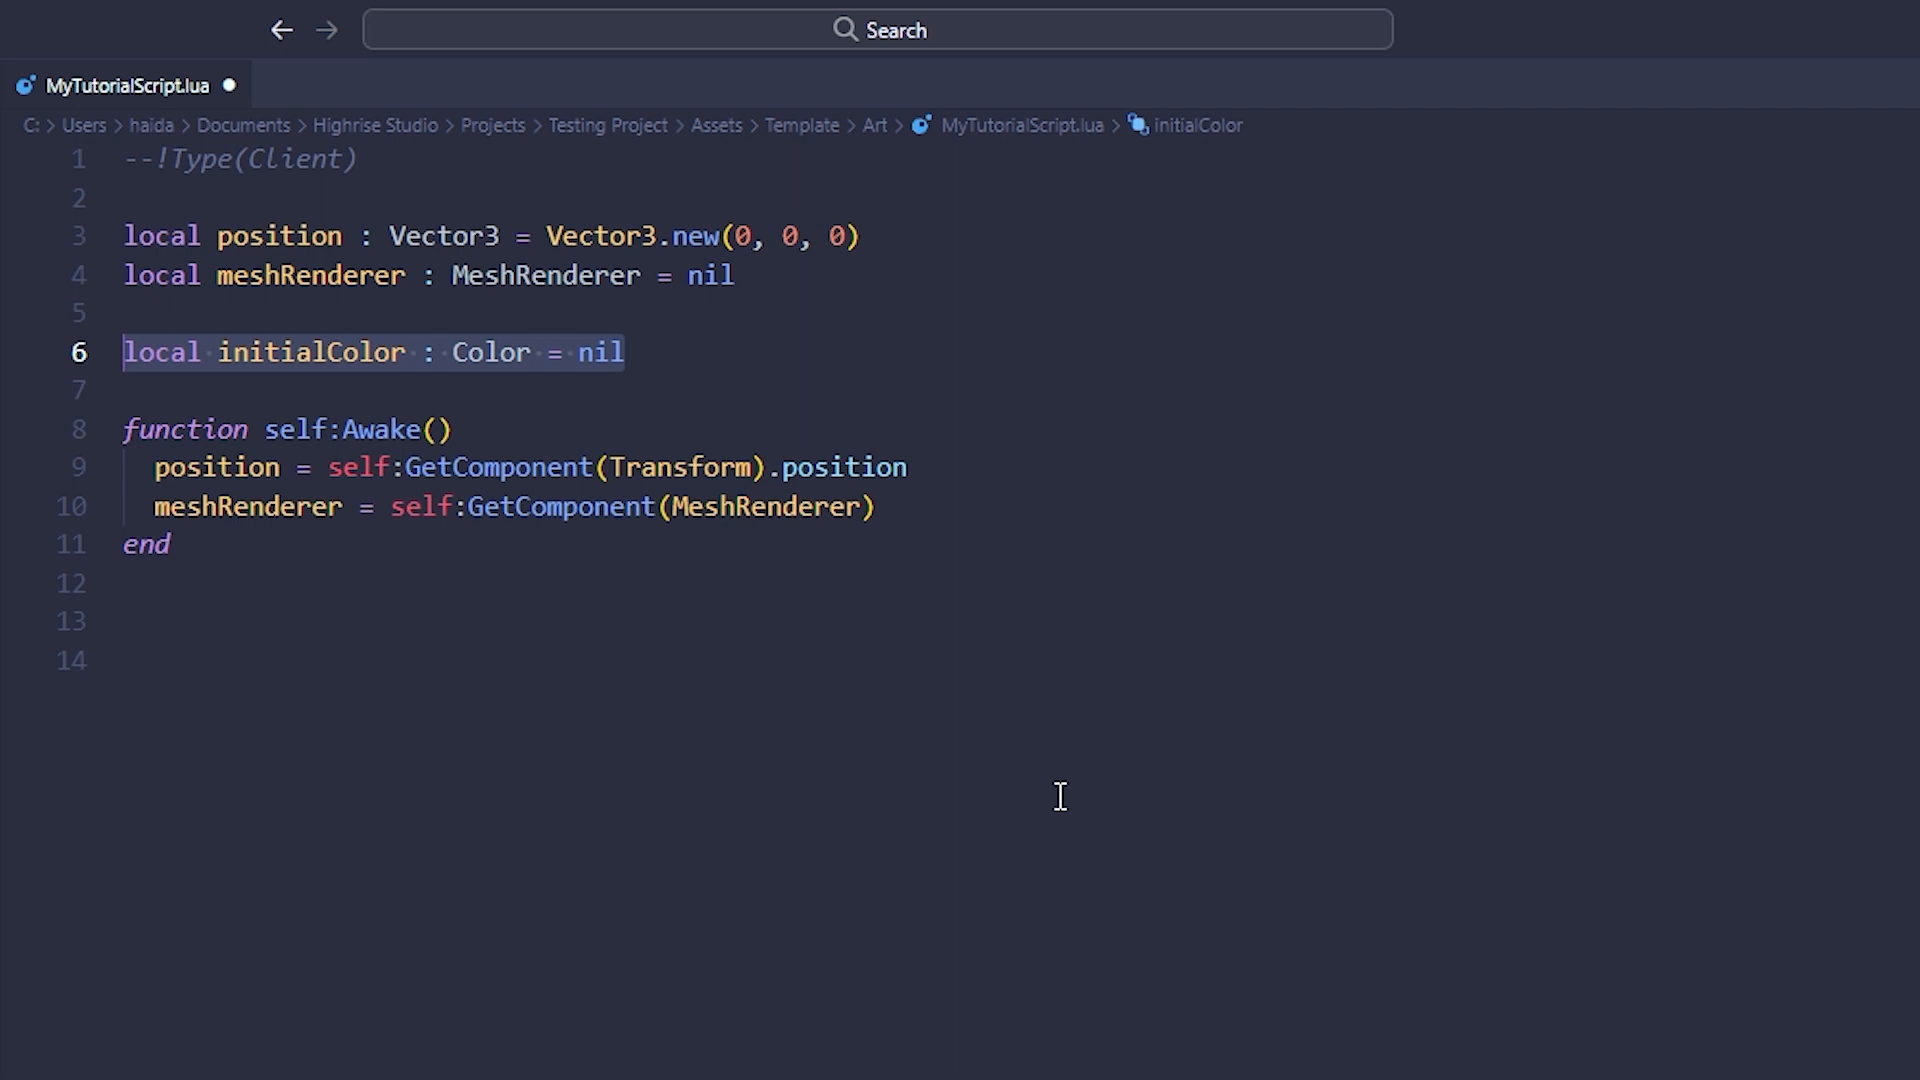 Search
MyTutorialScript.lua
C: > Users > haida > Documents > Highrise Studio > Projects > Testing Project > Assets > Template > Art > MyTutorialScript.lua > initialColor
1 --!Type(Client)
2
3 local position : Vector3 = Vector3.new(0, 0, 0)
4 local meshRenderer : MeshRenderer = nil
5
6 local initialColor : Color = nil
7
8 function self:Awake()
9 position = self:GetComponent(Transform).position
10 meshRenderer = self:GetComponent(MeshRenderer)
11 end
12
13
14